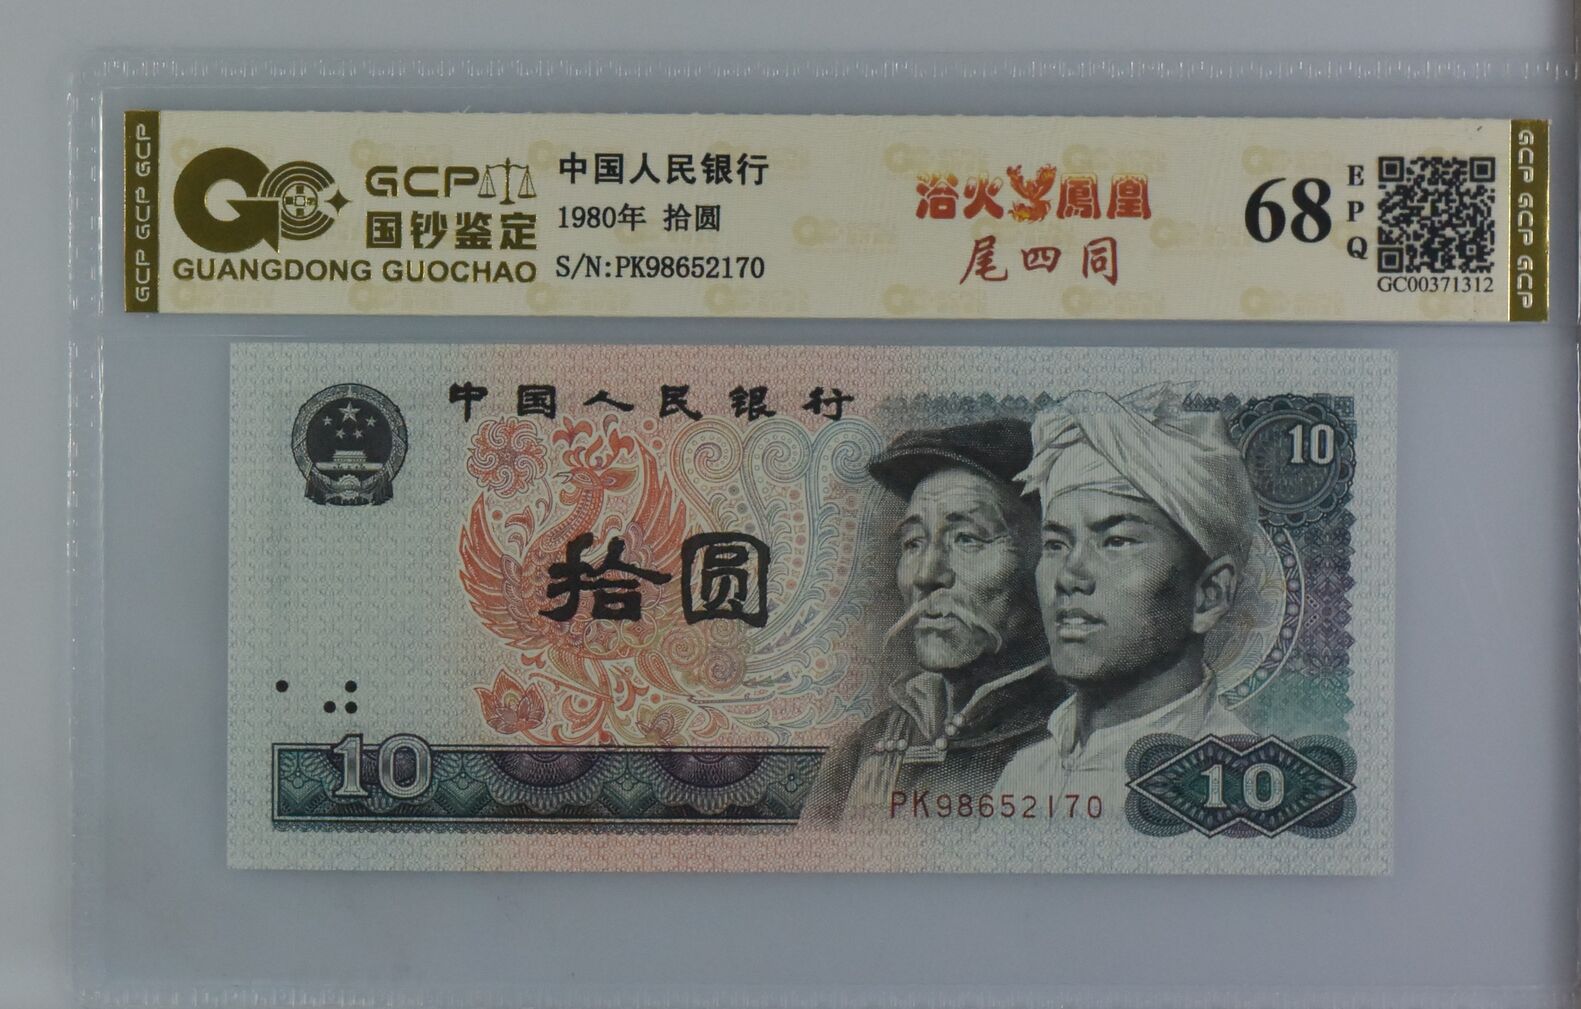 GCP GCP GCP
GCP
国钞鉴定
GUANGDONG GUOCHAO
中国人民银行
1980年 拾圆
S/N:PK98652170
浴火鳳凰
尾四同
68
EPQ
GC00371312
GCP GCP GCP
中国人民银行
10
拾圆
10
PK98652170
10